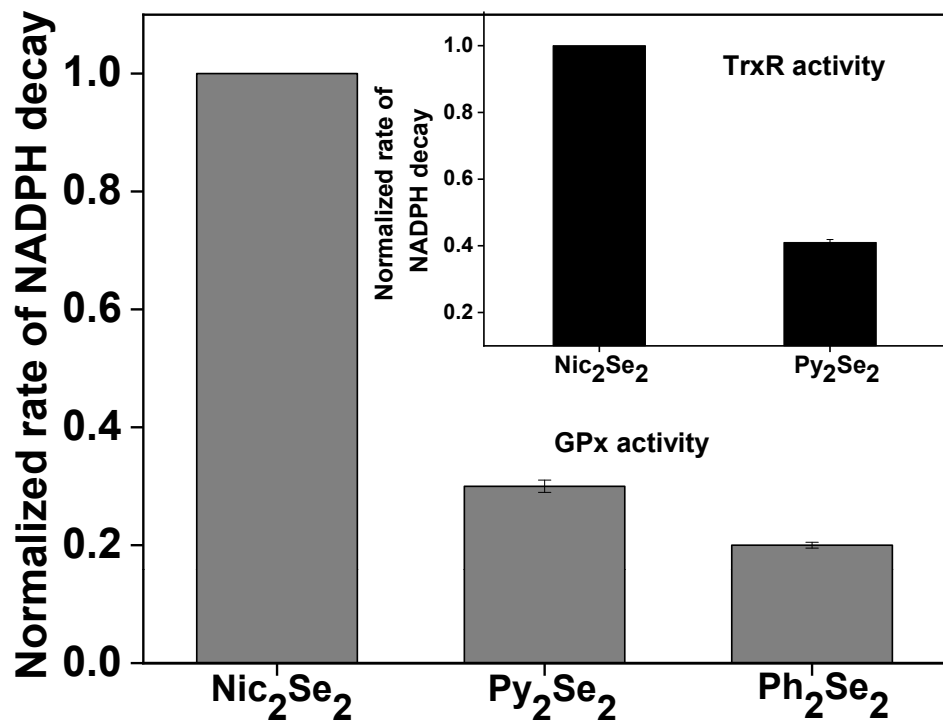 Normalized rate of NADPH decay
1.0
0.8
0.6
0.4
0.2
0.0
Nic2Se2
Py2Se2
Ph2Se2
GPx activity
Normalized rate of
NADPH decay
1.0
0.8
0.6
0.4
0.2
TrxR activity
Nic2Se2
Py2Se2